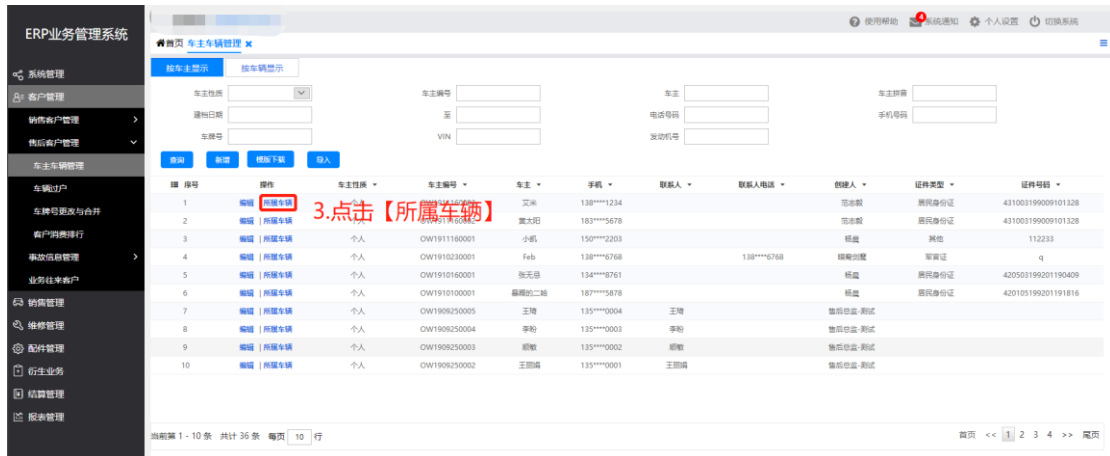 ERP业务管理系统
使用帮助 4 系统通知 个人设置 切换系统
首页 车主车辆管理 ×
按车主显示 按车辆显示
系统管理
客户管理
销售客户管理 >
售后客户管理
车主车辆管理
车辆过户
车牌号更改与合并
客户消费排行
事故信息管理 >
业务往来客户
销售管理
维修管理
配件管理
衍生业务
结算管理
报表管理
车主性质 车主编号 车主 车主拼音
建档日期 至 电话号码 手机号码
车牌号 VIN 发动机号
查询 新增 模版下载 导入
序号 操作 车主性质 车主编号 车主 手机 联系人 联系人电话 创建人 证件类型 证件号码
1 编辑 | 所属车辆 艾米 138****1234 范志毅 居民身份证 431003199009101328
3.点击【所属车辆】
2 编辑 | 所属车辆 个人 黄太阳 183****5678 范志毅 居民身份证 431003199009101328
3 编辑 | 所属车辆 个人 OW1911160001 小凯 150****2203 杨盘 其他 112233
4 编辑 | 所属车辆 个人 OW1910230001 Feb 138****6768 138****6768 军官证 q
5 编辑 | 所属车辆 个人 OW1910160001 张无忌 134****8761 居民身份证 420503199201190409
6 编辑 | 所属车辆 个人 OW1910100001 暴躁的二哈 187****5878 居民身份证 420105199201191816
7 编辑 | 所属车辆 个人 OW1909250005 王琦 135****0004 王琦 售后总监-测试
8 编辑 | 所属车辆 个人 OW1909250004 李盼 135****0003 李盼 售后总监-测试
9 编辑 | 所属车辆 个人 OW1909250003 135****0002 售后总监-测试
10 编辑 | 所属车辆 个人 OW1909250002 王丽娟 135****0001 王丽娟 售后总监-测试
当前第 1 - 10 条 共计 36 条 每页 10 行
首页 << 1 2 3 4 >> 尾页